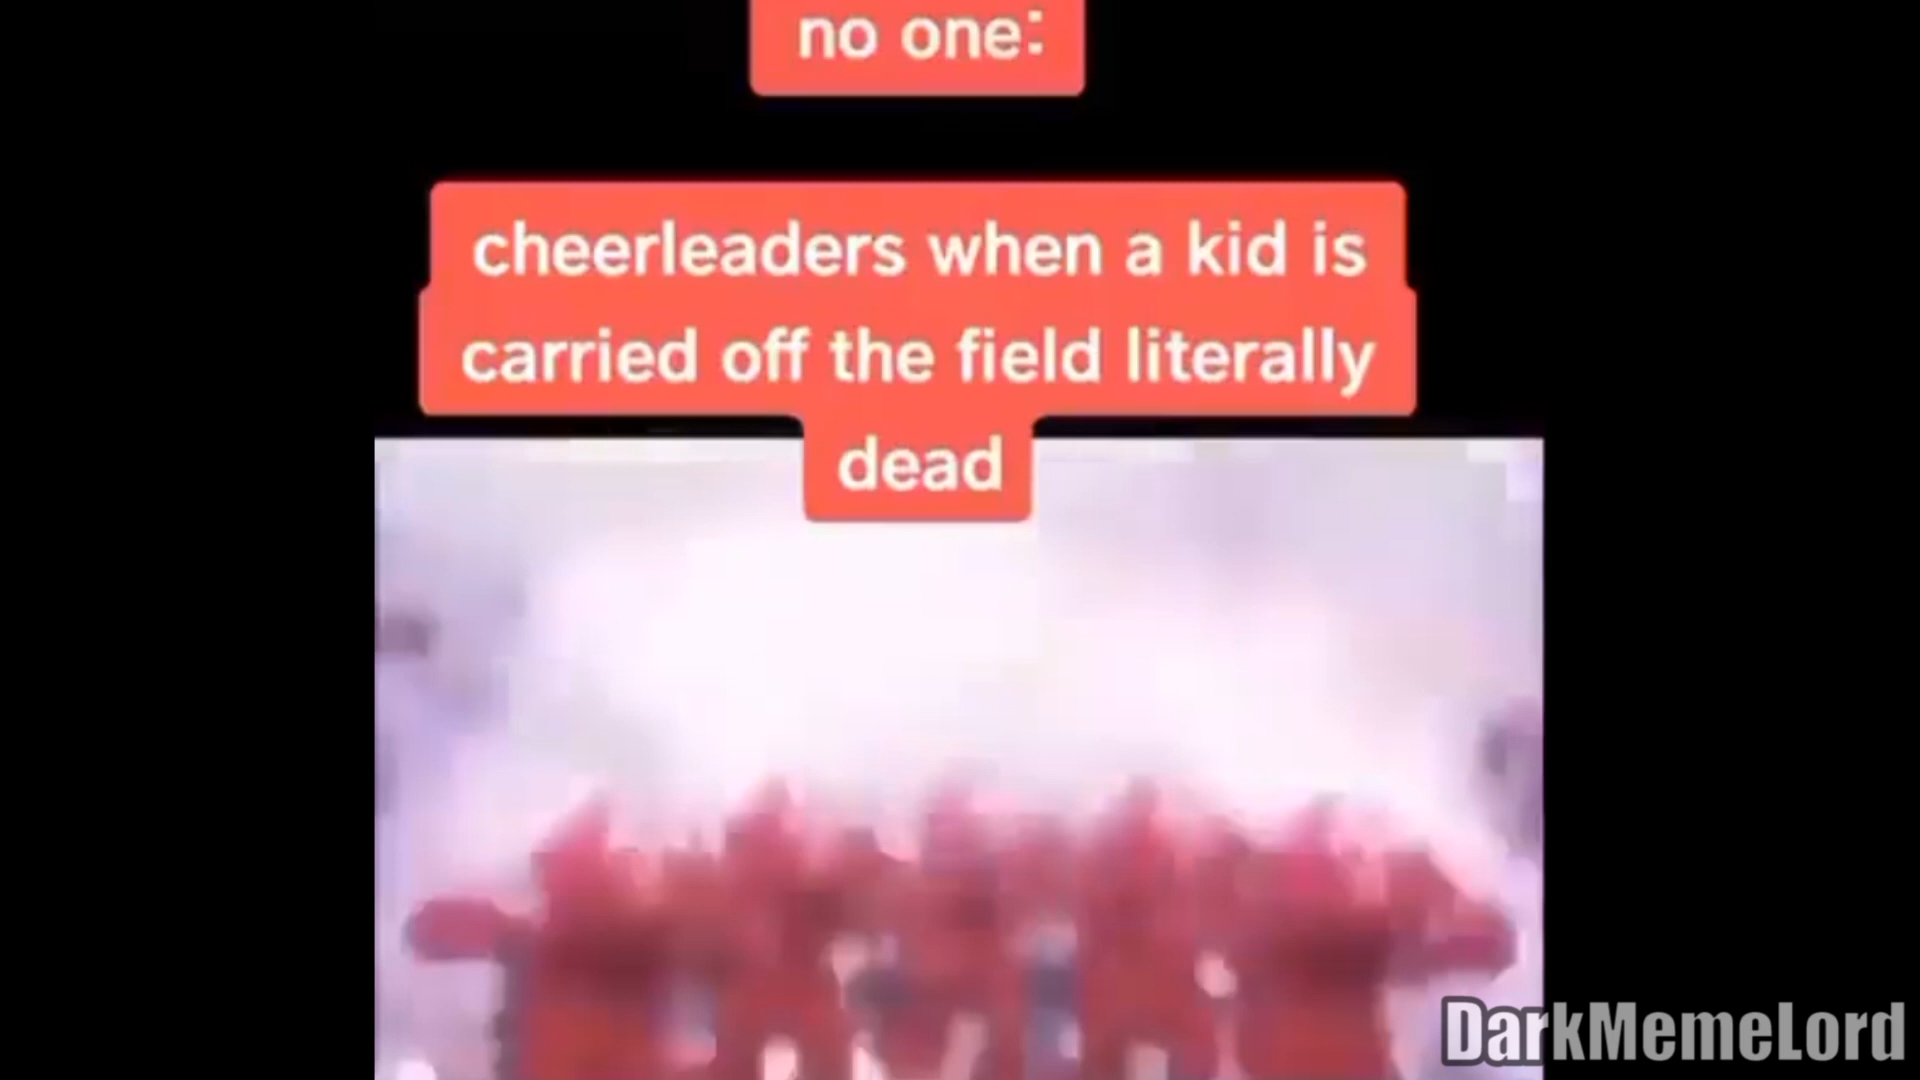 no one:
cheerleaders when a kid is
carried off the field literally
dead
DarkMemeLord